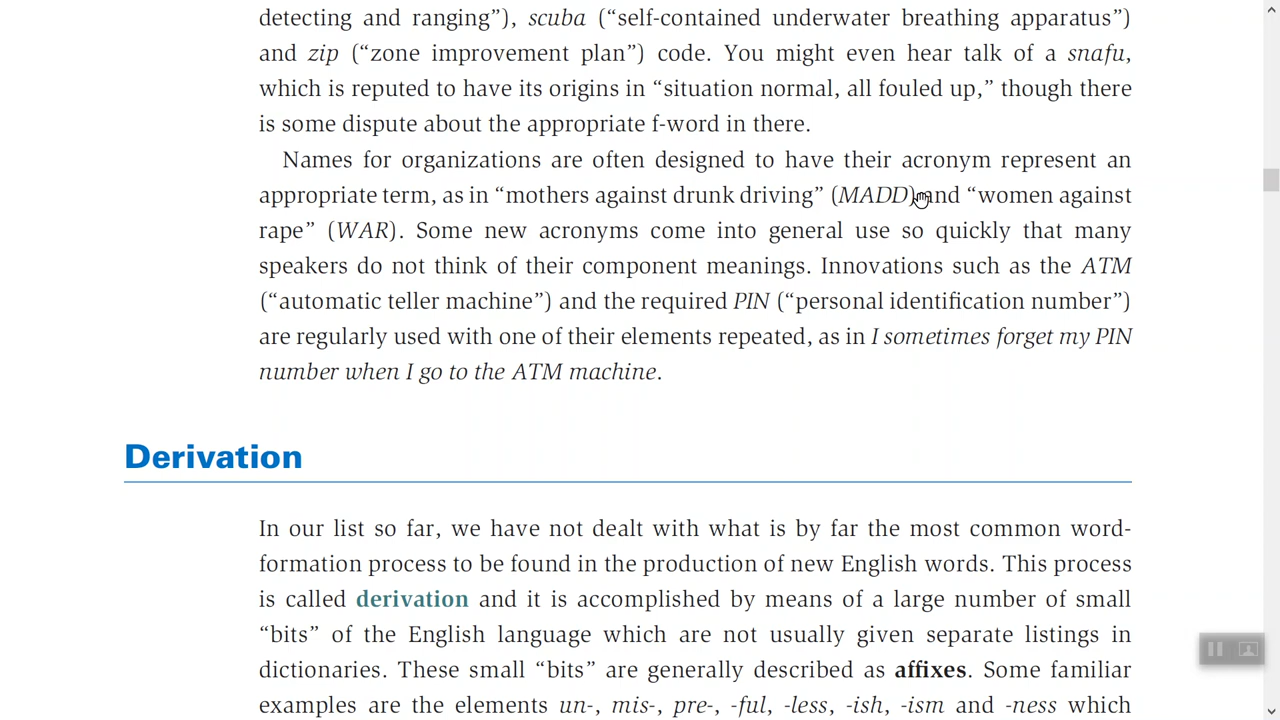 detecting and ranging”), scuba (“self-contained underwater breathing apparatus”)
and zip (“zone improvement plan”) code. You might even hear talk of a snafu,
which is reputed to have its origins in “situation normal, all fouled up,” though there
is some dispute about the appropriate f-word in there.
Names for organizations are often designed to have their acronym represent an
appropriate term, as in “mothers against drunk driving” (MADD) and “women against
rape” (WAR). Some new acronyms come into general use so quickly that many
speakers do not think of their component meanings. Innovations such as the ATM
(“automatic teller machine”) and the required PIN (“personal identification number”)
are regularly used with one of their elements repeated, as in I sometimes forget my PIN
number when I go to the ATM machine.
Derivation
In our list so far, we have not dealt with what is by far the most common word-
formation process to be found in the production of new English words. This process
is called derivation and it is accomplished by means of a large number of small
“bits” of the English language which are not usually given separate listings in
dictionaries. These small “bits” are generally described as affixes. Some familiar
examples are the elements un-, mis-, pre-, -ful, -less, -ish, -ism and -ness which